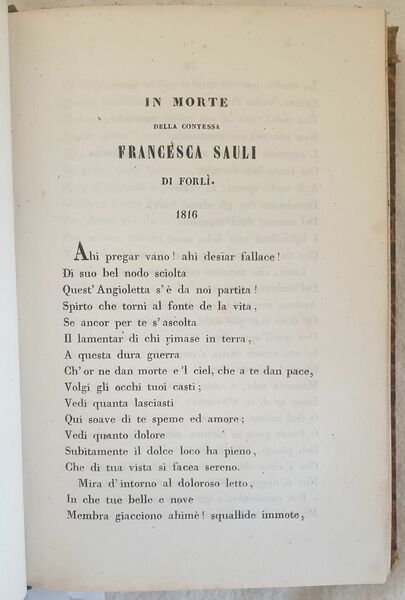 IN MORTE
DELLA CONTESSA
FRANCESCA SAULI
DI FORLÌ.
1816
Ahi pregar vano! ahi desiar fallace!
Di suo bel nodo sciolta
Quest' Angioletta s'è da noi partita!
Spirto che torni al fonte de la vita,
Se ancor per te s'ascolta
Il lamentar di chi rimase in terra,
A questa dura guerra
Ch'or ne dan morte e'l ciel, che a te dan pace,
Volgi gli occhi tuoi casti;
Vedi quanta lasciasti
Qui soave di te speme ed amore;
Vedi quanto dolore
Subitamente il dolce loco ha pieno,
Che di tua vista si facea sereno.
Mira d'intorno al doloroso letto,
In che tue belle e nove
Membra giacciono ahimè! squallide immote,